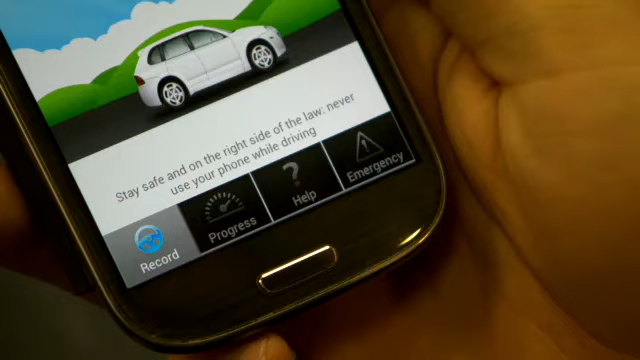 Stay safe and on the right side of the law: never
use your phone while driving
Record
Progress
Help
Emergency